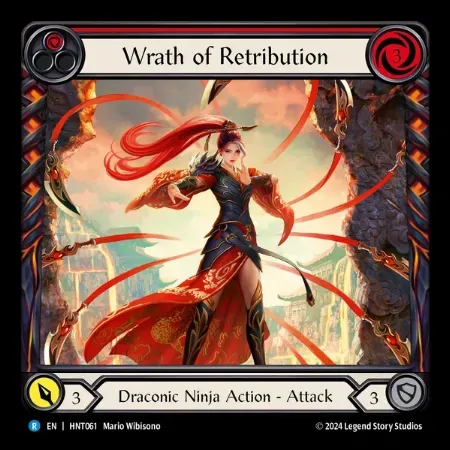 Wrath of Retribution
3
3 Draconic Ninja Action - Attack 3
R EN | HNT061 Mario Wibisono © 2024 Legend Story Studios